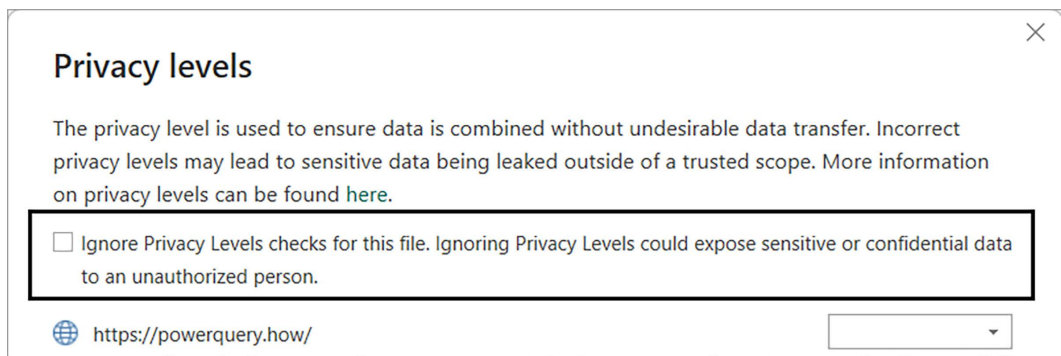 Privacy levels
The privacy level is used to ensure data is combined without undesirable data transfer. Incorrect
privacy levels may lead to sensitive data being leaked outside of a trusted scope. More information
on privacy levels can be found here.
Ignore Privacy Levels checks for this file. Ignoring Privacy Levels could expose sensitive or confidential data
to an unauthorized person.
https://powerquery.how/